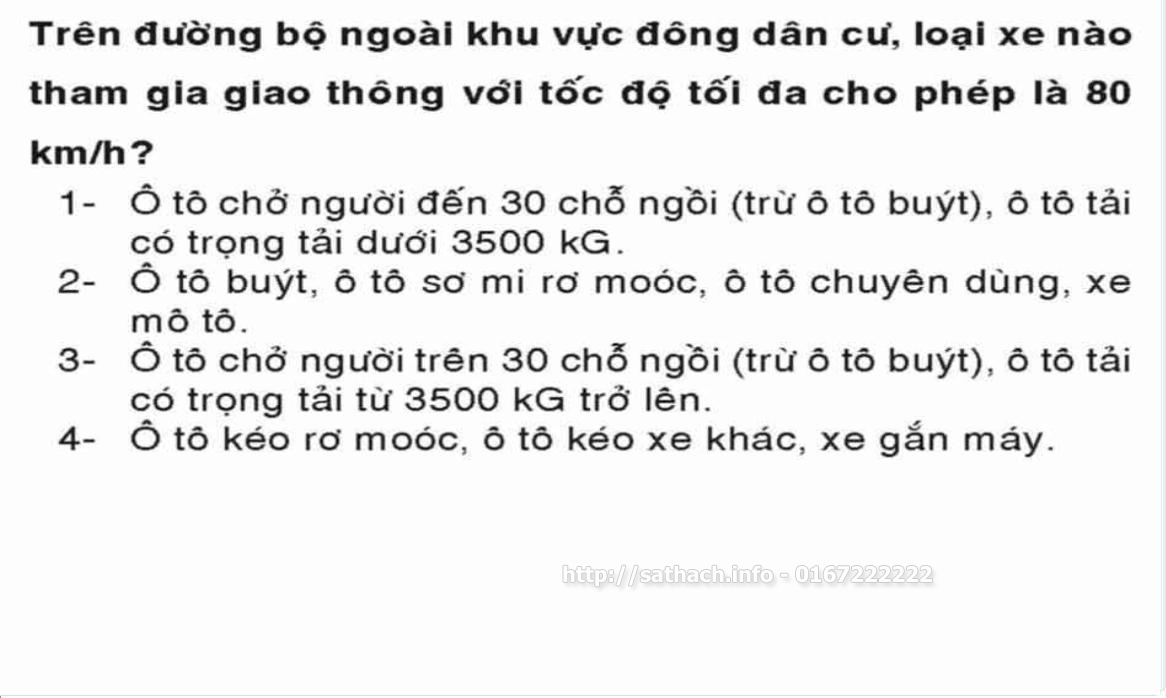 Trên đường bộ ngoài khu vực đông dân cư, loại xe nào
tham gia giao thông với tốc độ tối đa cho phép là 80
km/h?
1- Ô tô chở người đến 30 chỗ ngồi (trừ ô tô buýt), ô tô tải
có trọng tải dưới 3500 kG.
2- Ô tô buýt, ô tô sơ mi rơ moóc, ô tô chuyên dùng, xe
mô tô.
3- Ô tô chở người trên 30 chỗ ngồi (trừ ô tô buýt), ô tô tải
có trọng tải từ 3500 kG trở lên.
4- Ô tô kéo rơ moóc, ô tô kéo xe khác, xe gắn máy.
http://sathach.info - 0167222222